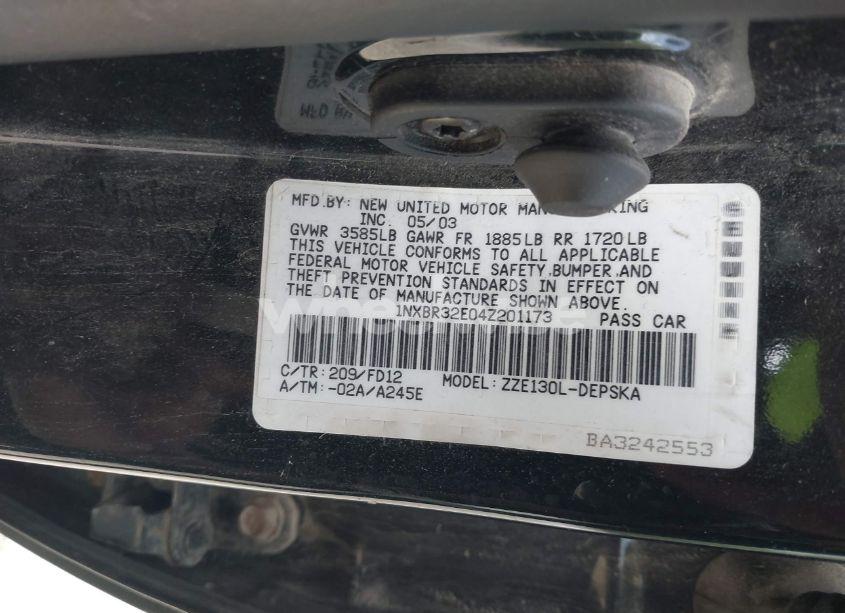 MFD.BY: NEW UNITED MOTOR
INC. 05/03
GVWR 3585LB GAWR FR 1885LB RR 1720LB
THIS VEHICLE CONFORMS TO ALL APPLICABLE
FEDERAL MOTOR VEHICLE SAFETY,BUMPER,AND
THEFT PREVENTION STANDARDS IN EFFECT ON
THE DATE OF MANUFACTURE SHOWN ABOVE.
1NXBR32E04Z201173 PASS CAR
C/TR: 209/FD12 MODEL: ZZE130L-DEPSKA
A/TM: -02A/A245E
BA3242553